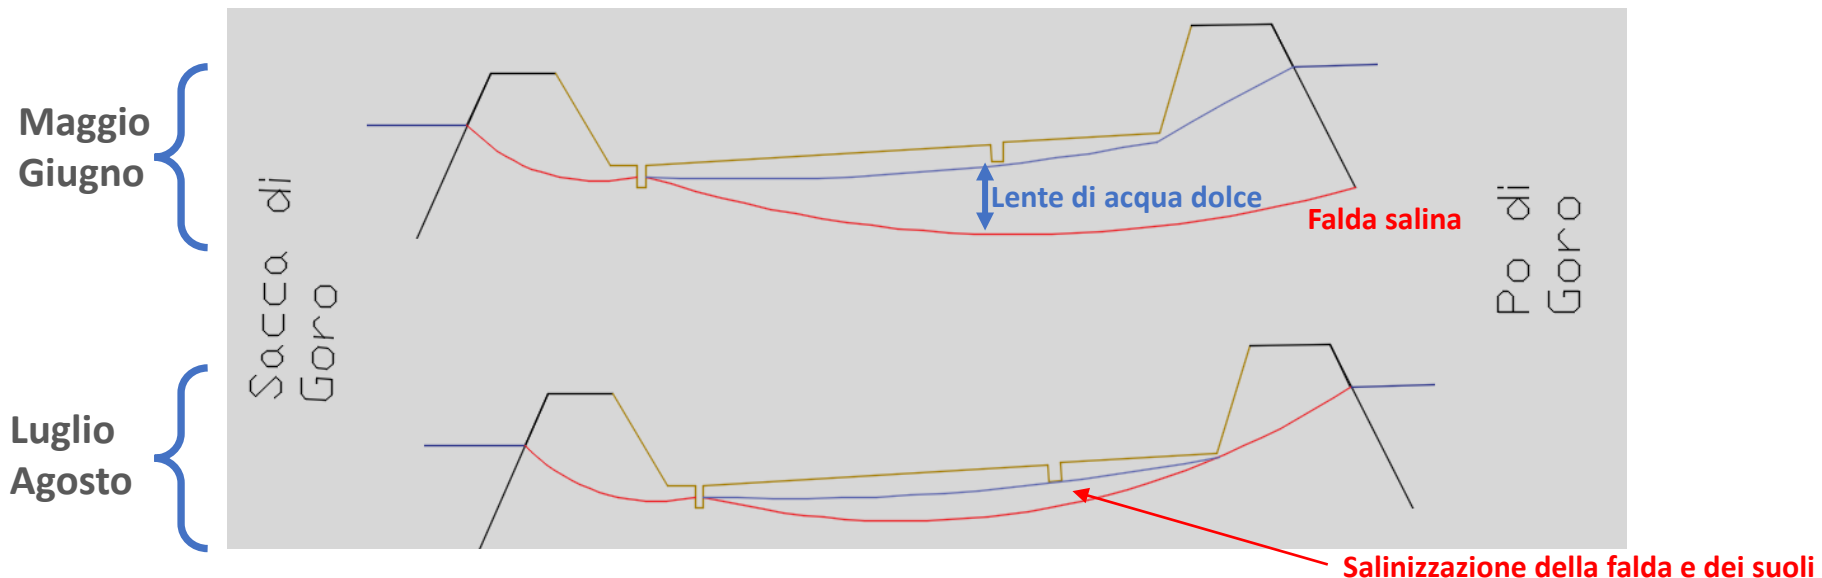 Maggio
Giugno
Sacca di
Goro
Lente di acqua dolce
Falda salina
Po di
Goro
Luglio
Agosto
Salinizzazione della falda e dei suoli